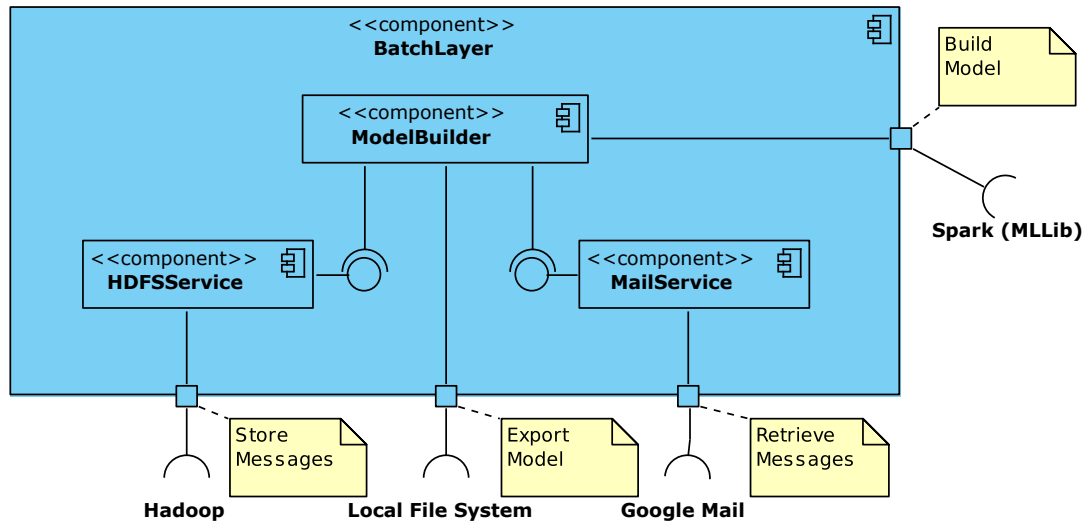 <<component>>
BatchLayer
Build
Model
<<component>>
ModelBuilder
Spark (MLLib)
<<component>>
HDFSService
<<component>>
MailService
Store
Messages
Export
Model
Retrieve
Messages
Hadoop
Local File System
Google Mail